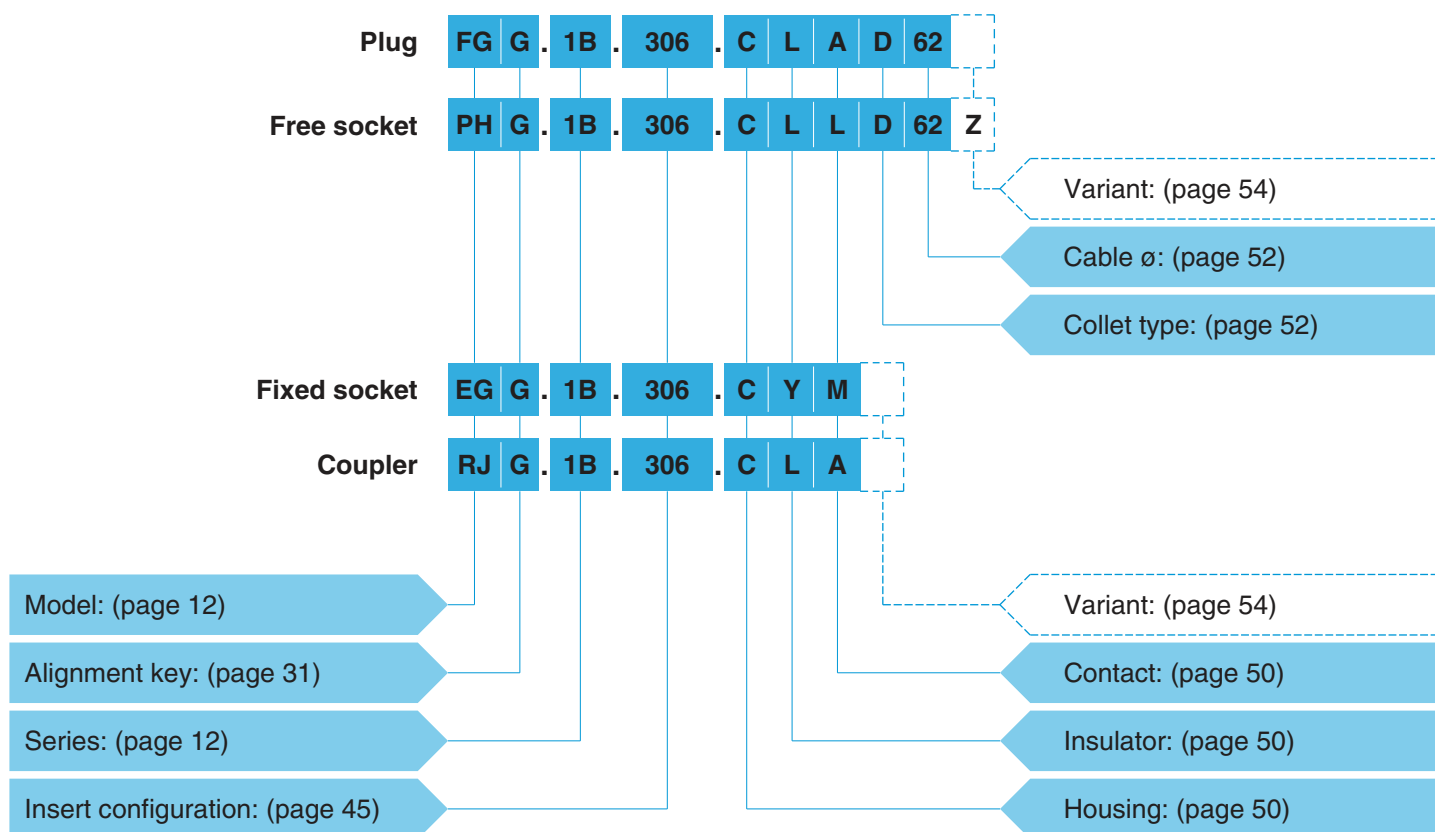 Plug FG G . 1B . 306 . C L A D 62
Free socket PH G . 1B . 306 . C L L D 62 Z
Variant: (page 54)
Cable ø: (page 52)
Collet type: (page 52)
Fixed socket EG G . 1B . 306 . C Y M
Coupler RJ G . 1B . 306 . C L A
Model: (page 12)
Variant: (page 54)
Alignment key: (page 31)
Contact: (page 50)
Series: (page 12)
Insulator: (page 50)
Insert configuration: (page 45)
Housing: (page 50)